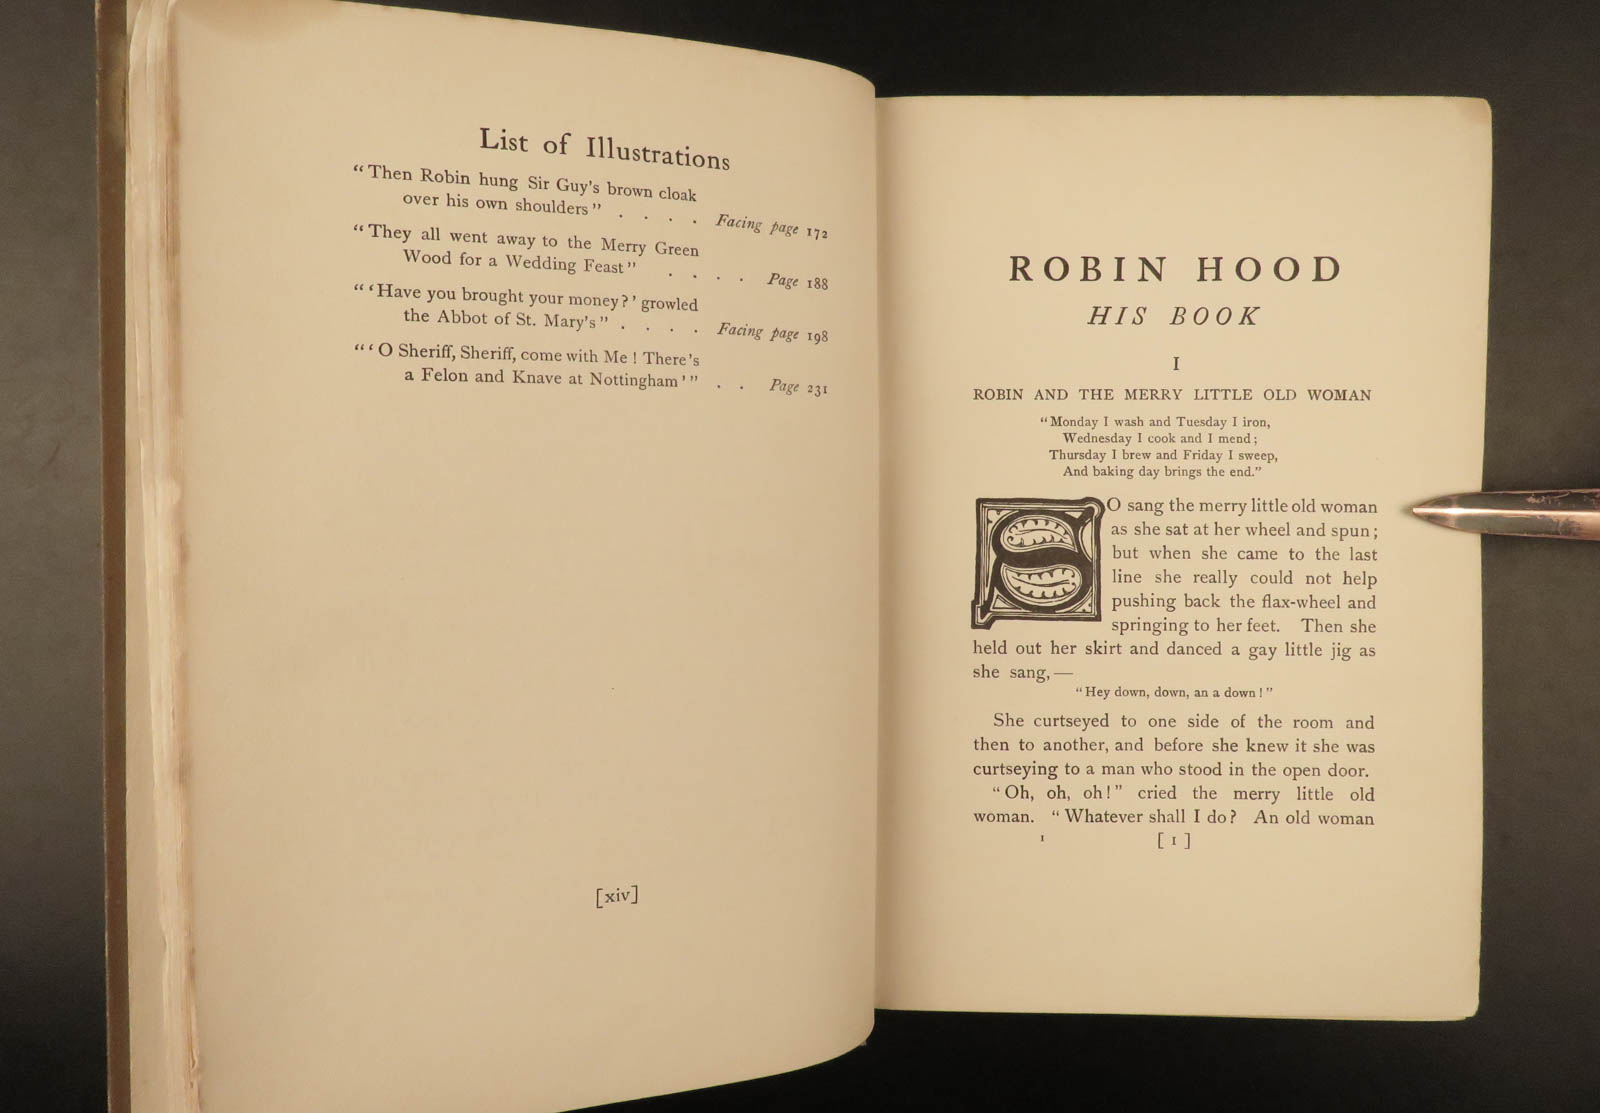 List of Illustrations
“Then Robin hung Sir Guy's brown cloak
over his own shoulders” . . . . Facing page 172
“They all went away to the Merry Green
Wood for a Wedding Feast” . . . . Page 188
“‘Have you brought your money?’ growled
the Abbot of St. Mary's” . . . . Facing page 198
“‘O Sheriff, Sheriff, come with Me! There's
a Felon and Knave at Nottingham’” . . Page 231
[xiv]
ROBIN HOOD
HIS BOOK
I
ROBIN AND THE MERRY LITTLE OLD WOMAN
“Monday I wash and Tuesday I iron,
Wednesday I cook and I mend;
Thursday I brew and Friday I sweep,
And baking day brings the end.”
SO sang the merry little old woman
as she sat at her wheel and spun;
but when she came to the last
line she really could not help
pushing back the flax-wheel and
springing to her feet. Then she
held out her skirt and danced a gay little jig as
she sang,—
“Hey down, down, an a down!”
She curtseyed to one side of the room and
then to another, and before she knew it she was
curtseying to a man who stood in the open door.
“Oh, oh, oh!” cried the merry little old
woman. “Whatever shall I do? An old woman
1 [1]